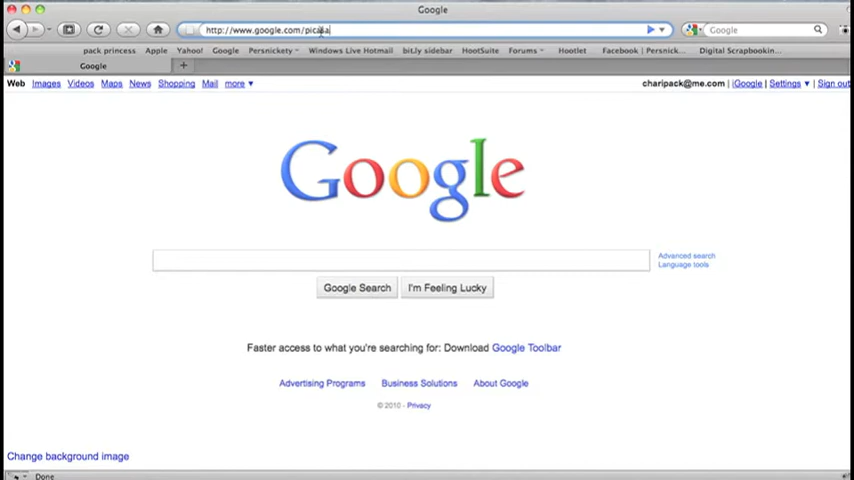 Google
http://www.google.com/pica
Google
pack princess Apple Yahoo! Google Persnickety Windows Live Hotmail bit.ly sidebar HootSuite Forums Hootlet Facebook | Persnick... Digital Scrapbookin...
Google
Web Images Videos Maps News Shopping Mail more charipack@me.com | iGoogle | Settings | Sign out
Google
Advanced search
Language tools
Google Search I'm Feeling Lucky
Faster access to what you're searching for: Download Google Toolbar
Advertising Programs Business Solutions About Google
© 2010 - Privacy
Change background image
Done